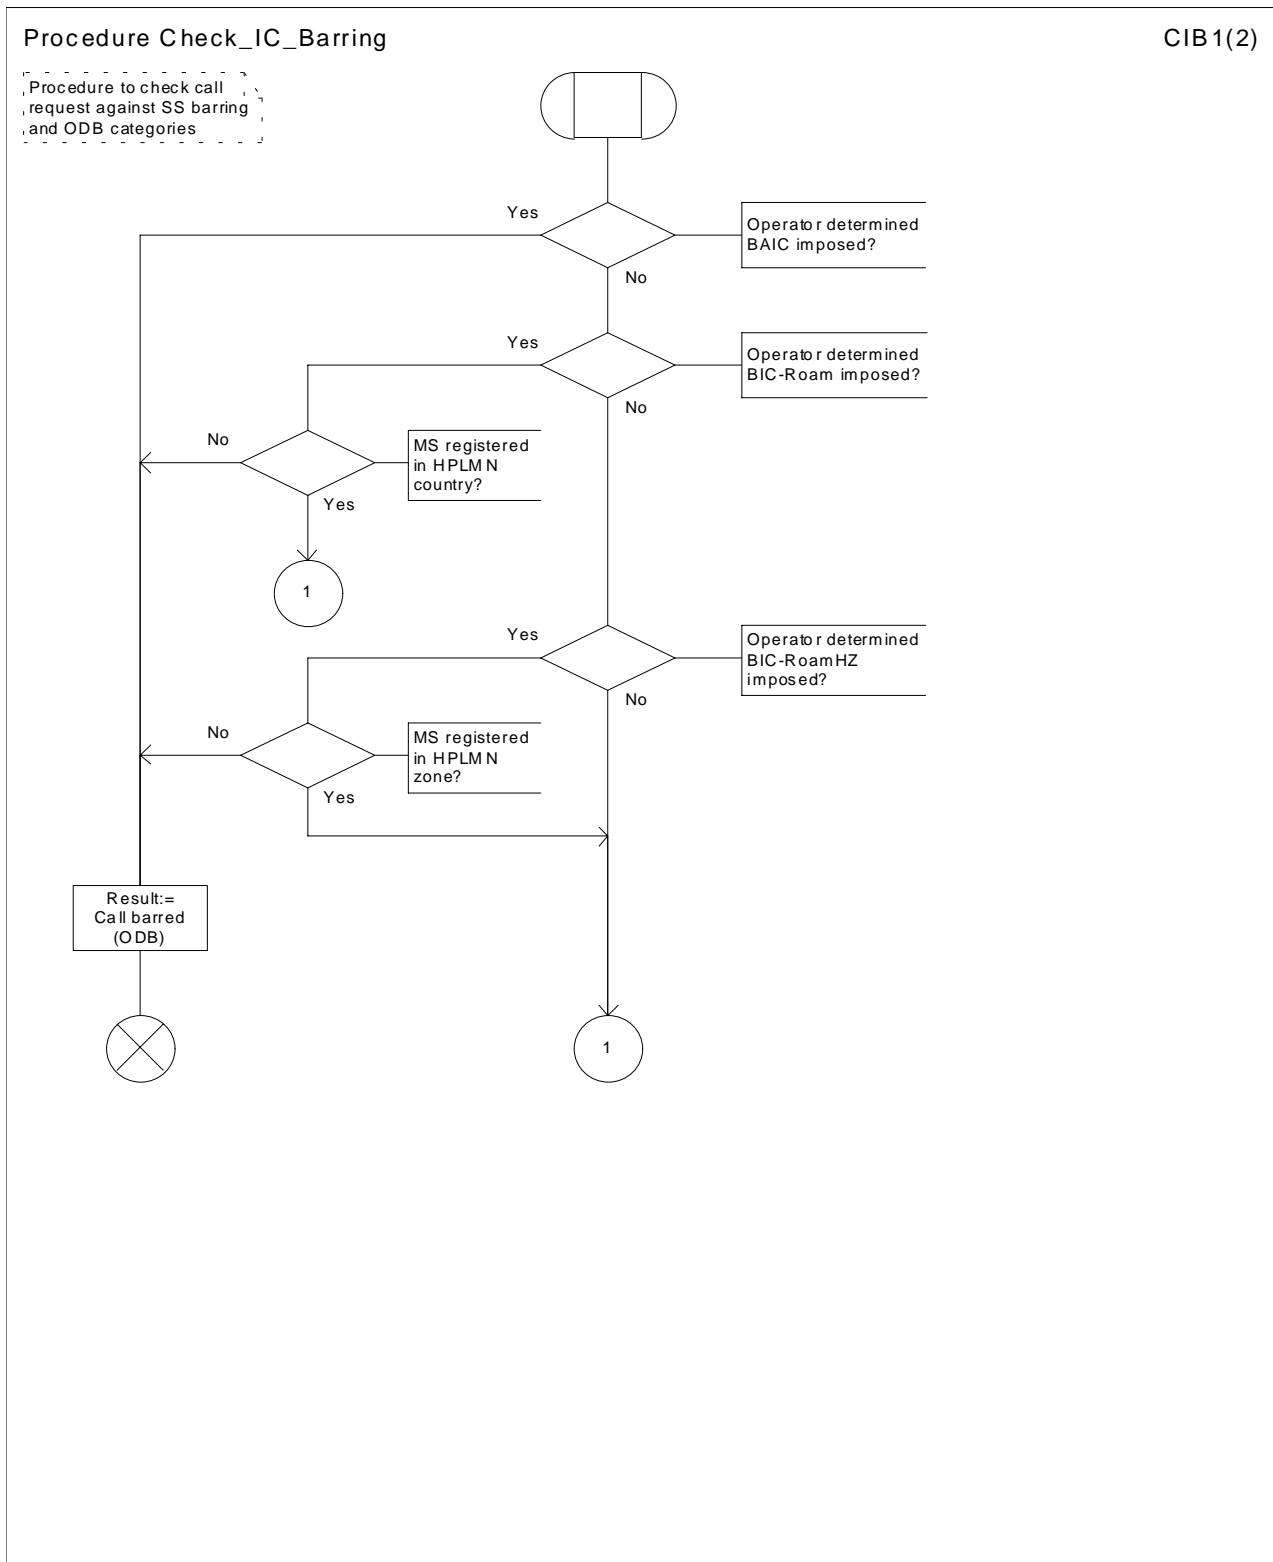 Procedure Check_IC_Barring
CIB1(2)
Procedure to check call
request against SS barring
and ODB categories
Yes
Operator determined
BAIC imposed?
No
Yes
Operator determined
BIC-Roam imposed?
No
No
MS registered
in HPLMN
country?
Yes
1
Yes
Operator determined
BIC-RoamHZ
imposed?
No
No
MS registered
in HPLMN
zone?
Yes
Result:=
Call barred
(ODB)
1